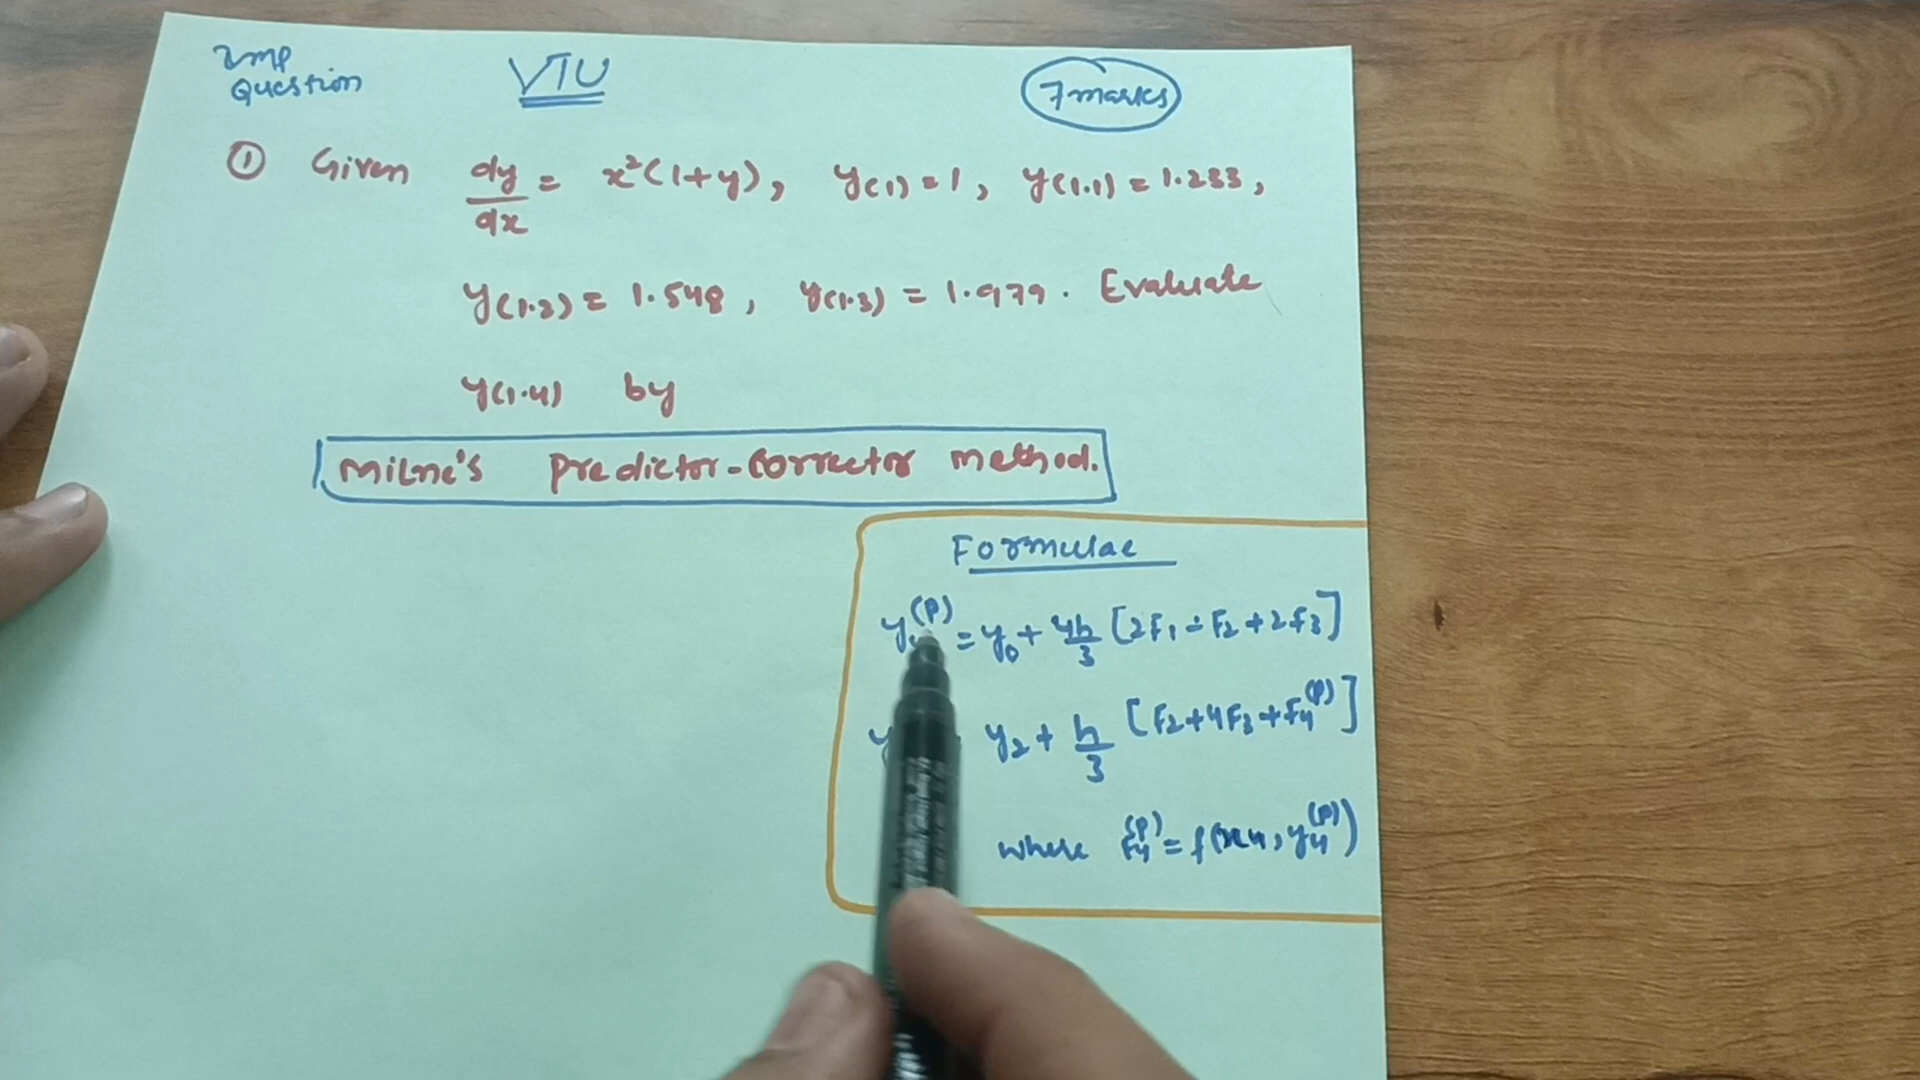 Imp
Question
VTU
7 marks
① Given dy/dx = x²(1+y), y(1) = 1, y(1.1) = 1.233,
y(1.2) = 1.548, y(1.3) = 1.979. Evaluate
y(1.4) by
Milne's predictor-corrector method.
Formulae
y₄⁽ᵖ⁾ = y₀ + 4h/3 [2F₁ - F₂ + 2F₃]
y₂ + h/3 [F₂ + 4F₃ + F₄⁽ᵖ⁾]
where F₄⁽ᵖ⁾ = f(x₄, y₄⁽ᵖ⁾)